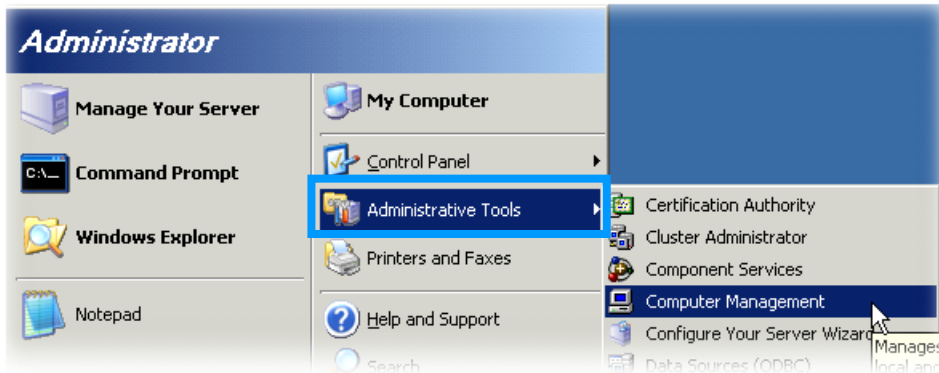 Administrator
Manage Your Server
C:\_
Command Prompt
Windows Explorer
Notepad
My Computer
Control Panel
Administrative Tools
Printers and Faxes
Help and Support
Search
Certification Authority
Cluster Administrator
Component Services
Computer Management
Configure Your Server Wizard
Data Sources (ODBC)
Manages
local and